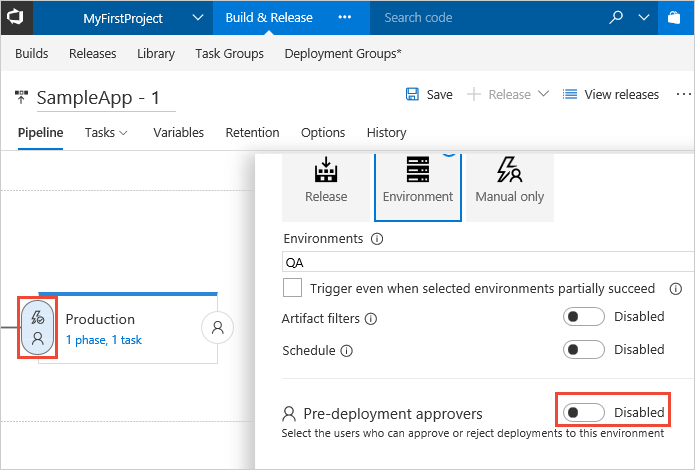 MyFirstProject
Build & Release
Search code
Builds Releases Library Task Groups Deployment Groups*
SampleApp - 1
Save Release View releases
Pipeline Tasks Variables Retention Options History
Release Environment Manual only
Environments
QA
Trigger even when selected environments partially succeed
Artifact filters Disabled
Schedule Disabled
Production
1 phase, 1 task
Pre-deployment approvers Disabled
Select the users who can approve or reject deployments to this environment